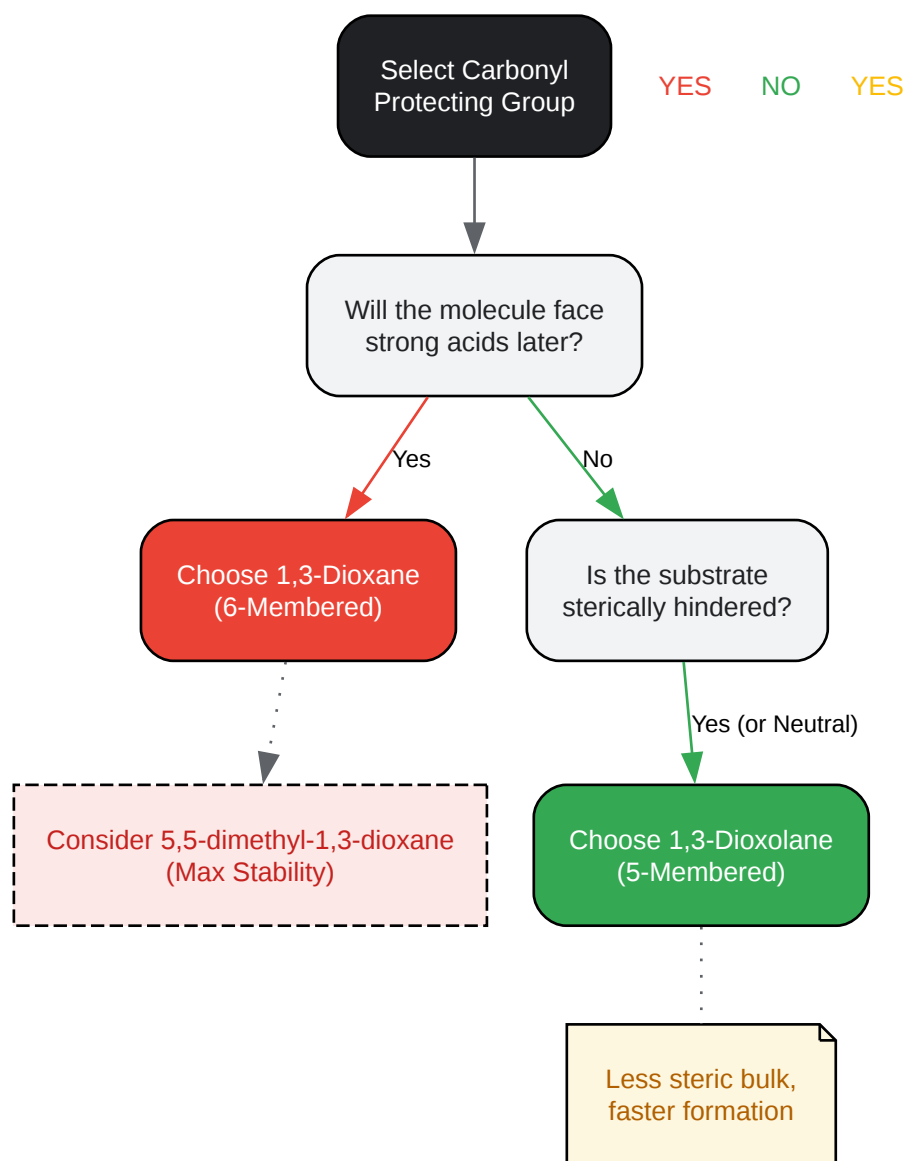 Select Carbonyl
Protecting Group
YES
NO
YES
Will the molecule face
strong acids later?
Yes
No
Choose 1,3-Dioxane
(6-Membered)
Is the substrate
sterically hindered?
Yes (or Neutral)
Consider 5,5-dimethyl-1,3-dioxane
(Max Stability)
Choose 1,3-Dioxolane
(5-Membered)
Less steric bulk,
faster formation